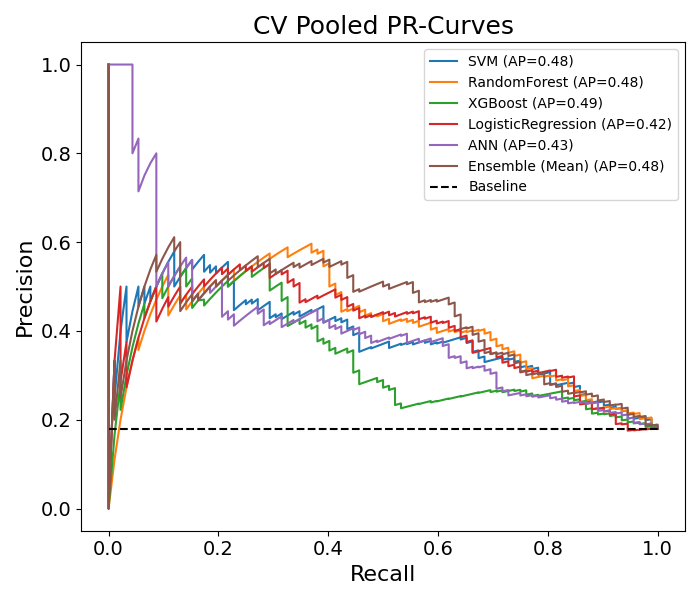 CV Pooled PR-Curves
SVM (AP=0.48)
RandomForest (AP=0.48)
XGBoost (AP=0.49)
LogisticRegression (AP=0.42)
ANN (AP=0.43)
Ensemble (Mean) (AP=0.48)
Baseline
Precision
1.0
0.8
0.6
0.4
0.2
0.0
0.0 0.2 0.4 0.6 0.8 1.0
Recall